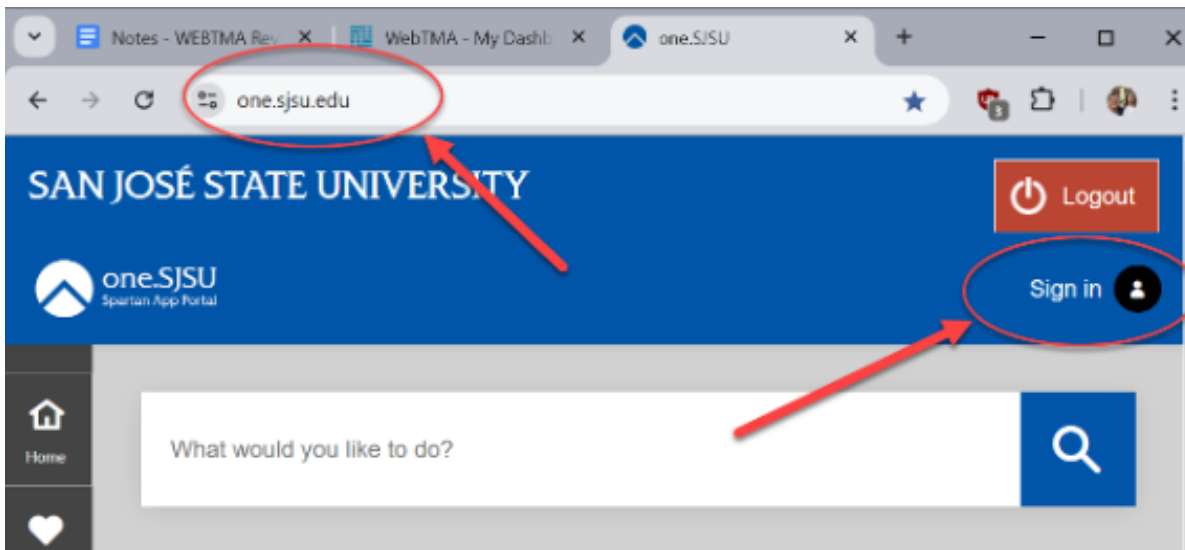 Notes - WEBTMA Rev
WebTMA - My Dashb
one.SJSU
one.sjsu.edu
3
SAN JOSÉ STATE UNIVERSITY
Logout
one.SJSU
Spartan App Portal
Sign in
Home
What would you like to do?